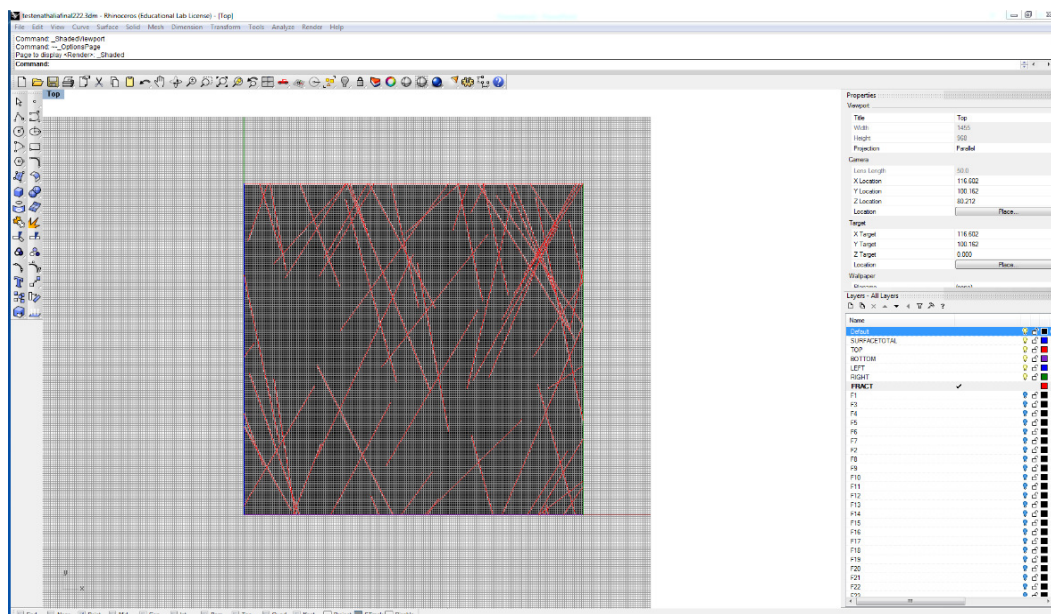 testenathaliafinal222.3dm - Rhinoceros (Educational Lab License) - [Top]
File Edit View Curve Surface Solid Mesh Dimension Transform Tools Analyze Render Help
Command: _ShadedViewport
Command: --_OptionsPage
Page to display <Render>: _Shaded
Command:
Top
Properties
Viewport
Title Top
Width 1455
Height 960
Projection Parallel
Camera
Lens Length 50.0
X Location 116.602
Y Location 100.162
Z Location 80.212
Location Place...
Target
X Target 116.602
Y Target 100.162
Z Target 0.000
Location Place...
Wallpaper
Layers - All Layers
Name
Default
SURFACETOTAL
TOP
BOTTOM
LEFT
RIGHT
FRACT
F1
F3
F4
F5
F6
F7
F2
F8
F9
F10
F11
F12
F13
F14
F15
F16
F17
F18
F19
F20
F21
F22
F23
y
x